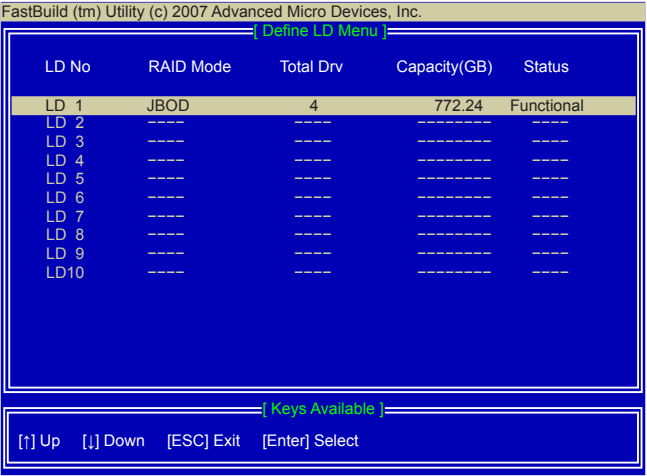 FastBuild (tm) Utility (c) 2007 Advanced Micro Devices, Inc.
[ Define LD Menu ]
LD No RAID Mode Total Drv Capacity(GB) Status
LD 1 JBOD 4 772.24 Functional
LD 2 ---- ---- -------- ----
LD 3 ---- ---- -------- ----
LD 4 ---- ---- -------- ----
LD 5 ---- ---- -------- ----
LD 6 ---- ---- -------- ----
LD 7 ---- ---- -------- ----
LD 8 ---- ---- -------- ----
LD 9 ---- ---- -------- ----
LD10 ---- ---- -------- ----
[ Keys Available ]
[↑] Up [↓] Down [ESC] Exit [Enter] Select